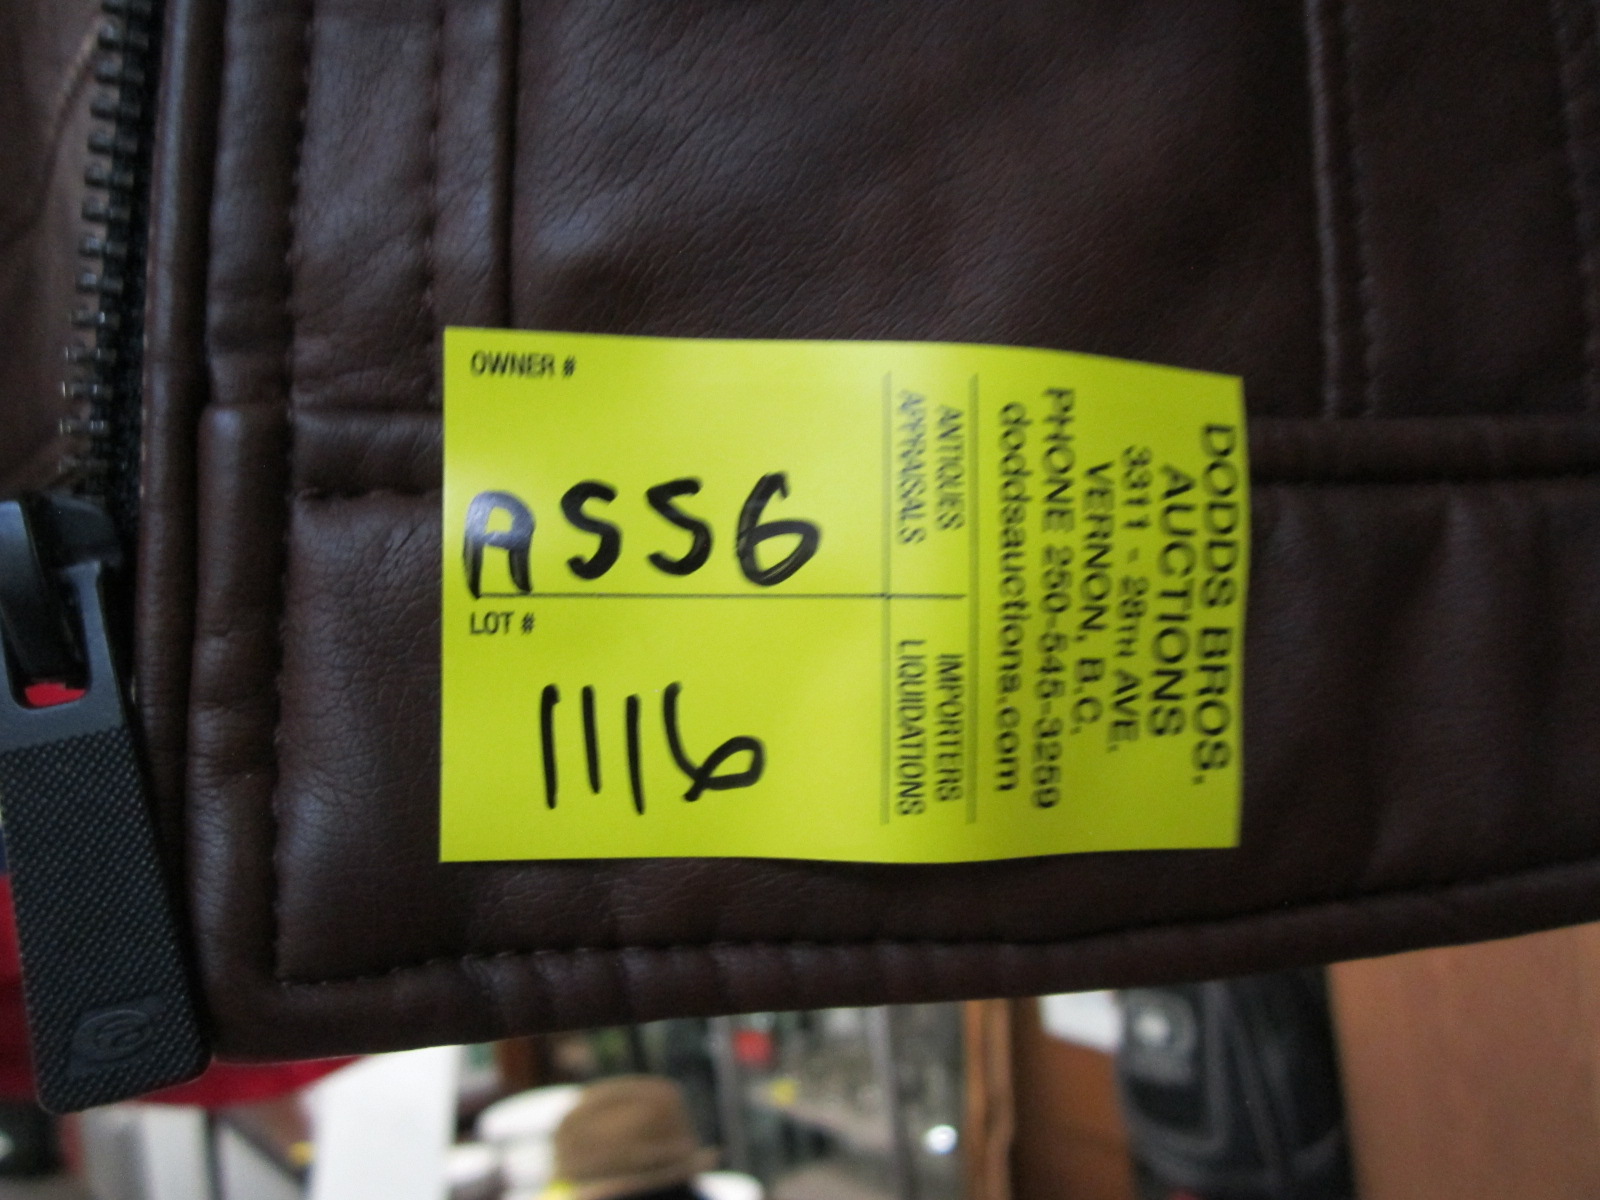 OWNER #
A556
LOT #
1116
ANTIQUES
APPRAISALS
IMPORTERS
LIQUIDATIONS
DODDS BROS.
AUCTIONS
3311 - 28TH AVE.
VERNON, B.C.
PHONE 250-545-3259
doddsauctions.com